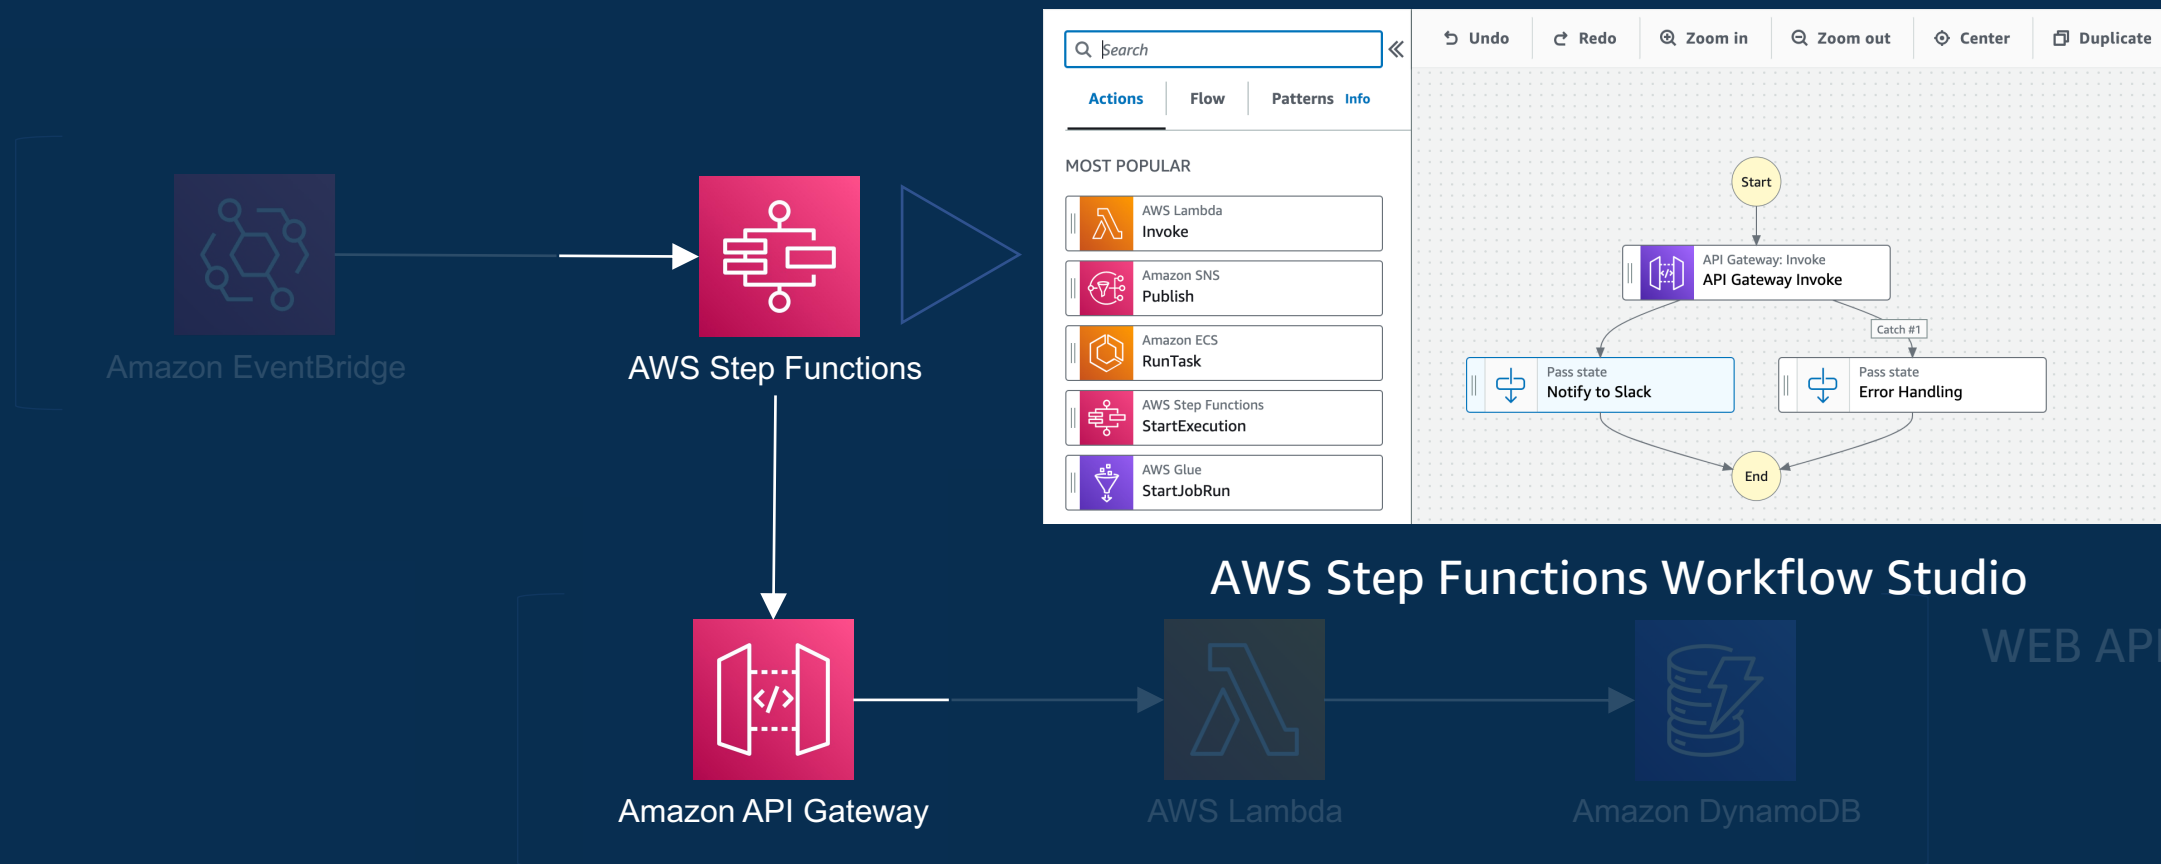 Search
Actions
Flow
Patterns Info
MOST POPULAR
AWS Lambda
Invoke
Amazon SNS
Publish
Amazon ECS
RunTask
AWS Step Functions
StartExecution
AWS Glue
StartJobRun
Undo
Redo
Zoom in
Zoom out
Center
Duplicate
Start
API Gateway: Invoke
API Gateway Invoke
Catch #1
Pass state
Notify to Slack
Pass state
Error Handling
End
Amazon EventBridge
AWS Step Functions
AWS Step Functions Workflow Studio
WEB API
Amazon API Gateway
AWS Lambda
Amazon DynamoDB